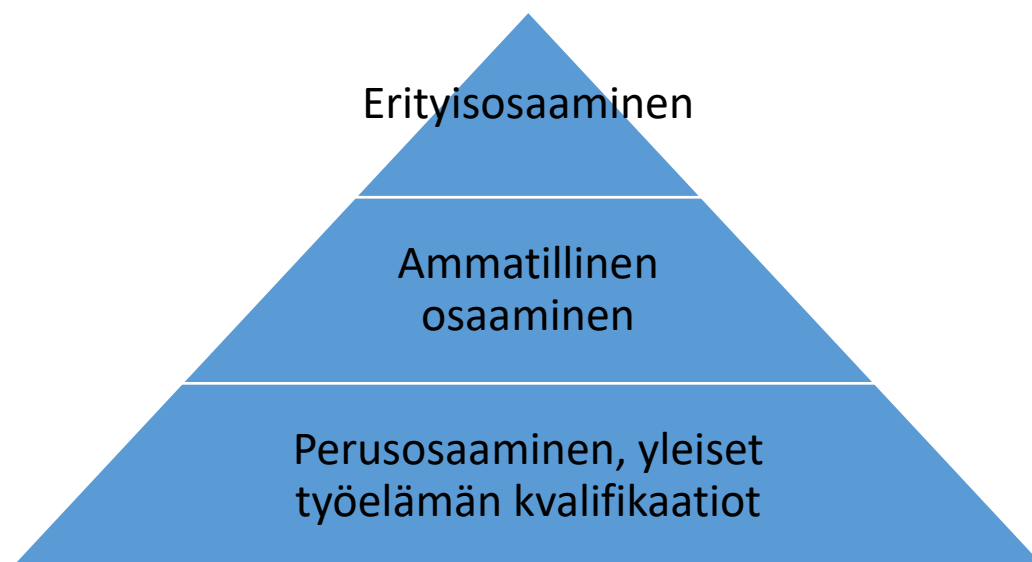 Erityisosaaminen
Ammatillinen
osaaminen
Perusosaaminen, yleiset
työelämän kvalifikaatiot